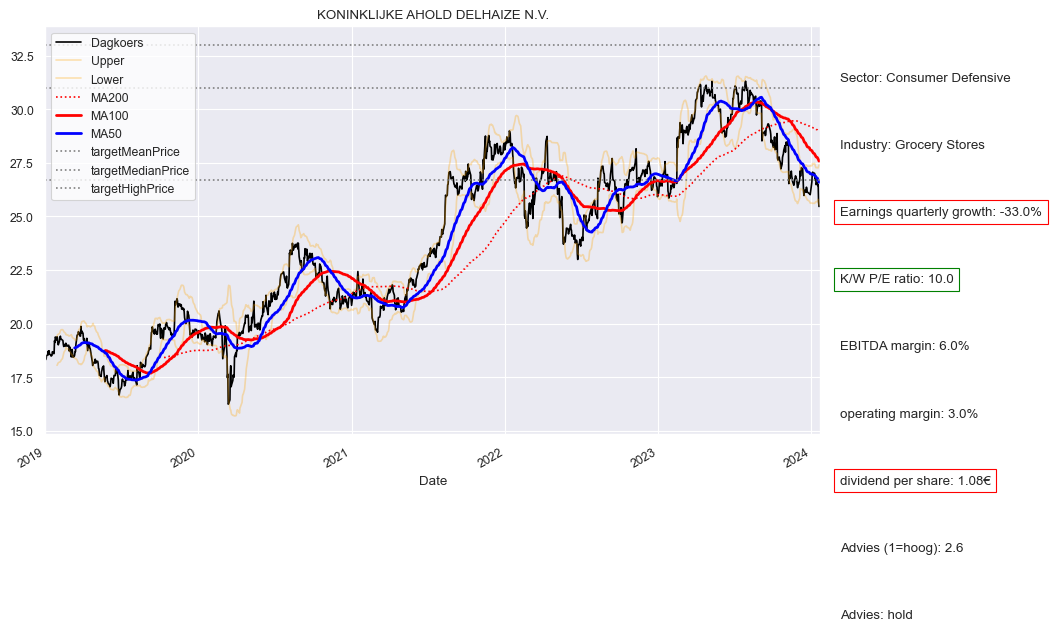 KONINKLIJKE AHOLD DELHAIZE N.V.
Dagkoers
Upper
Lower
MA200
MA100
MA50
targetMeanPrice
targetMedianPrice
targetHighPrice
32.5
30.0
27.5
25.0
22.5
20.0
17.5
15.0
2019
2020
2021
2022
2023
2024
Date
Sector: Consumer Defensive
Industry: Grocery Stores
Earnings quarterly growth: -33.0%
K/W P/E ratio: 10.0
EBITDA margin: 6.0%
operating margin: 3.0%
dividend per share: 1.08€
Advies (1=hoog): 2.6
Advies: hold